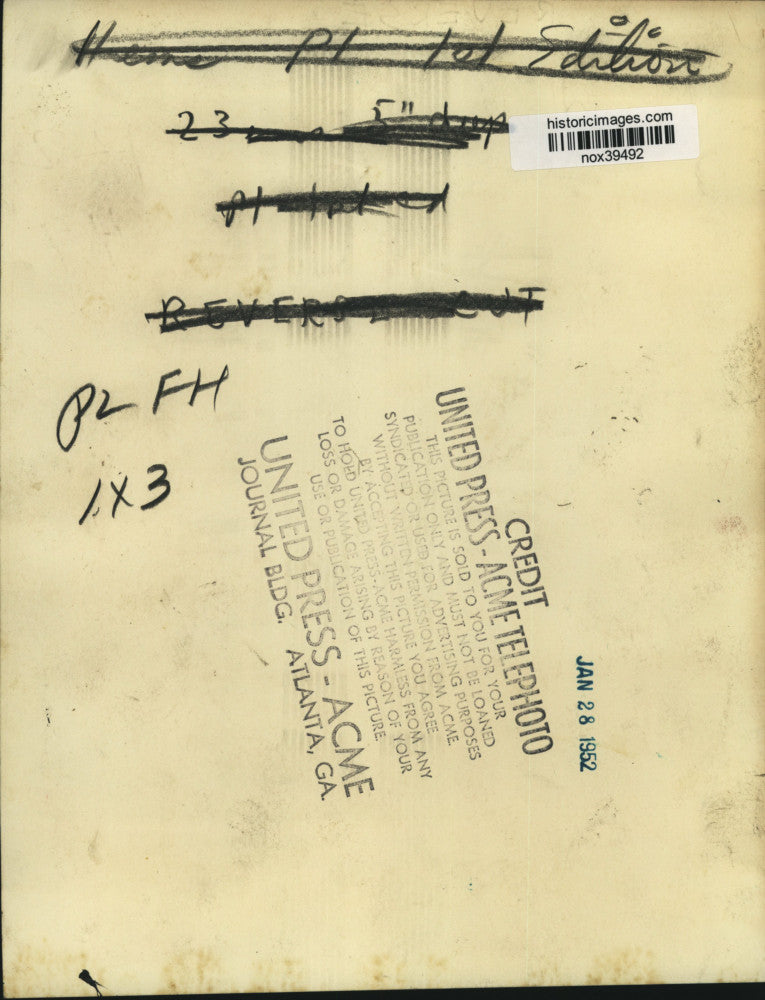 Pl 1st Edition
23 5" deep
historicimages.com
nox39492
REVERSE CUT
PL FH
1X3
CREDIT
UNITED PRESS - ACME TELEPHOTO
THIS PICTURE IS SOLD TO YOU FOR YOUR
PUBLICATION ONLY AND MUST NOT BE LOANED
SYNDICATED OR USED FOR ADVERTISING PURPOSES
WITHOUT WRITTEN PERMISSION FROM ACME.
BY ACCEPTING THIS PICTURE YOU AGREE
TO HOLD UNITED PRESS-ACME HARMLESS FROM ANY
LOSS OR DAMAGE ARISING BY REASON OF YOUR
USE OR PUBLICATION OF THIS PICTURE.
UNITED PRESS - ACME
JOURNAL BLDG. ATLANTA, GA.
JAN 28 1952